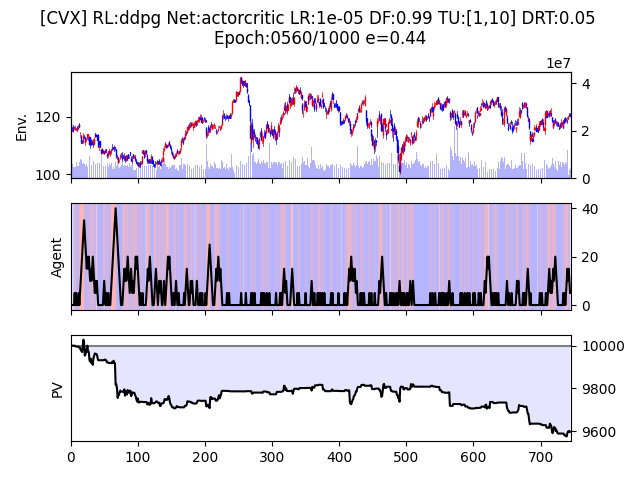 [CVX] RL:ddpg Net:actorcritic LR:1e-05 DF:0.99 TU:[1,10] DRT:0.05
Epoch:0560/1000 e=0.44
1e7
Env.
120
100
4
2
0
Agent
40
20
0
PV
10000
9800
9600
0 100 200 300 400 500 600 700